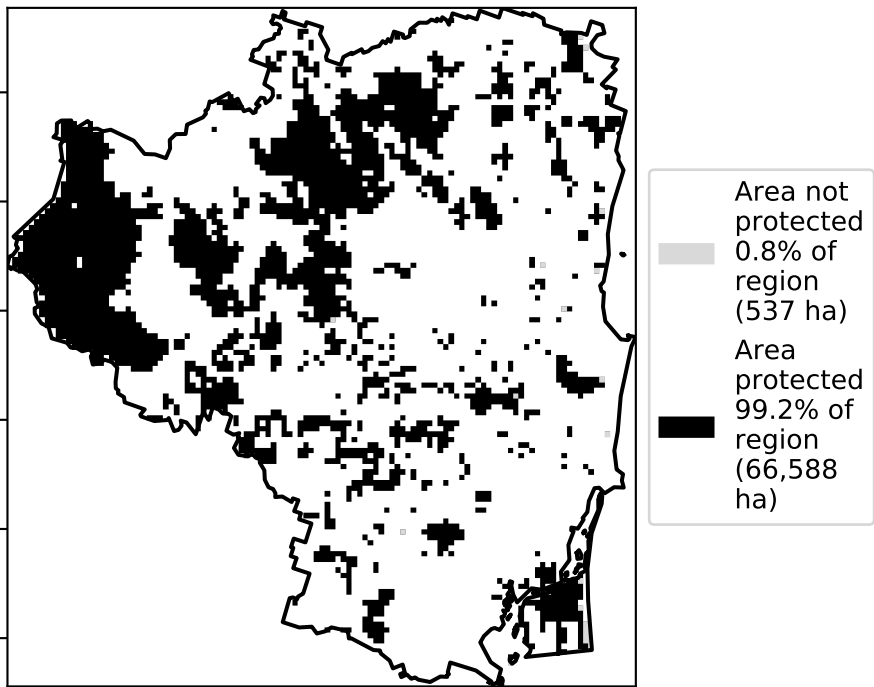 Area not
protected
0.8% of
region
(537 ha)
Area
protected
99.2% of
region
(66,588
ha)